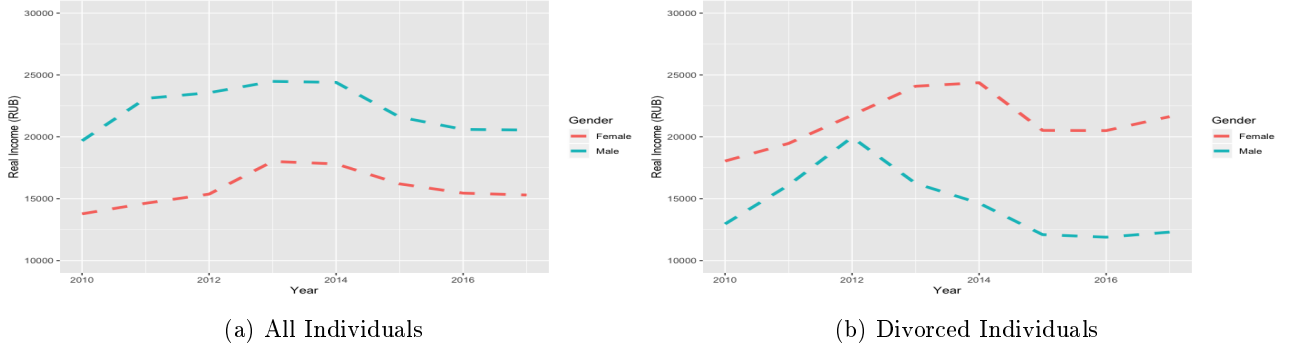 30000
25000
20000
15000
10000
Real Income (RUB)
2010 2012 2014 2016
Year
Gender
Female
Male
(a) All Individuals
30000
25000
20000
15000
10000
Real Income (RUB)
2010 2012 2014 2016
Year
Gender
Female
Male
(b) Divorced Individuals